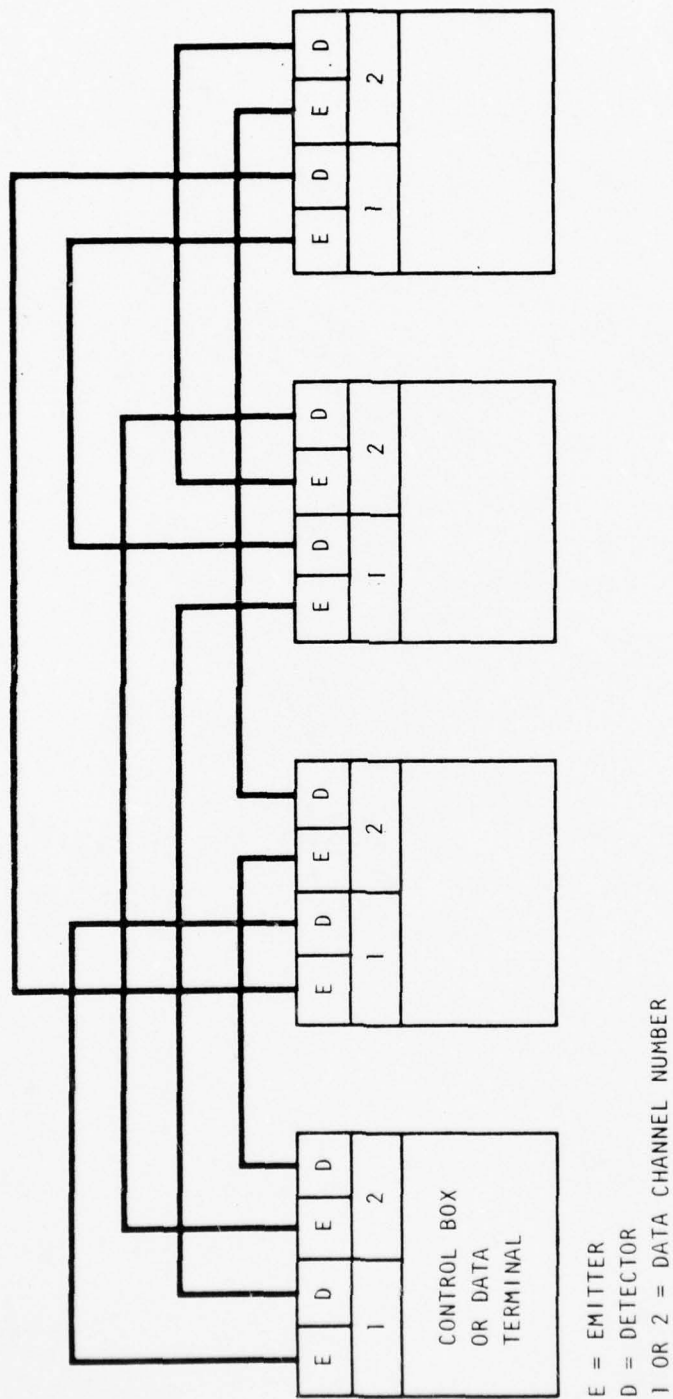 E D E D
1 2
CONTROL BOX
OR DATA
TERMINAL
E D E D
1 2
E D E D
1 2
E D E D
1 2
E = EMITTER
D = DETECTOR
1 OR 2 = DATA CHANNEL NUMBER